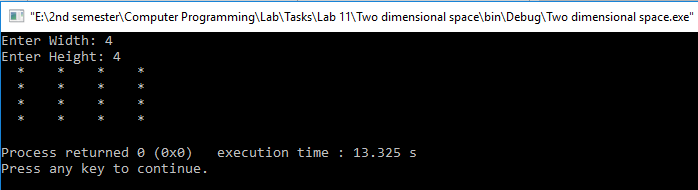 "E:\2nd semester\Computer Programming\Lab\Tasks\Lab 11\Two dimensional space\bin\Debug\Two dimensional space.exe"
Enter Width: 4
Enter Height: 4
  *    *    *    *
  *    *    *    *
  *    *    *    *
  *    *    *    *
Process returned 0 (0x0)   execution time : 13.325 s
Press any key to continue.